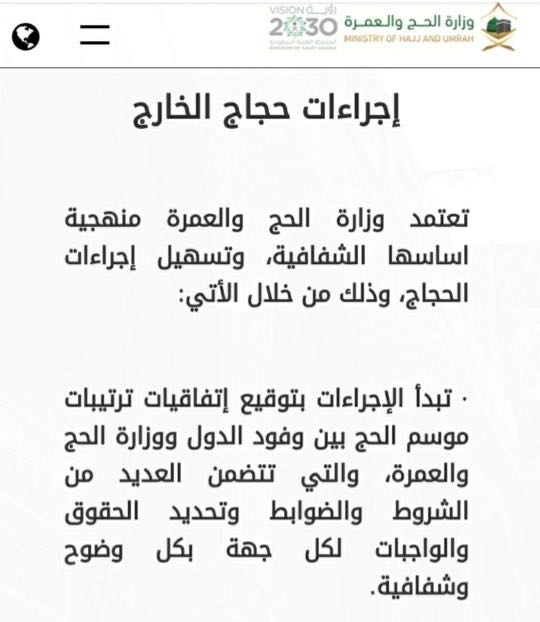 رؤيــــة VISION
2030
المملكة العربية السعودية
KINGDOM OF SAUDI ARABIA
وزارة الحـج والعـمـرة
MINISTRY OF HAJJ AND UMRAH
إجراءات حجاج الخارج
تعتمد وزارة الحج والعمرة منهجية
اساسها الشفافية، وتسهيل إجراءات
الحجاج، وذلك من خلال الأتي:
· تبدأ الإجراءات بتوقيع إتفاقيات ترتيبات
موسم الحج بين وفود الدول ووزارة الحج
والعمرة، والتي تتضمن العديد من
الشروط والضوابط وتحديد الحقوق
والواجبات لكل جهة بكل وضوح
وشفافية.